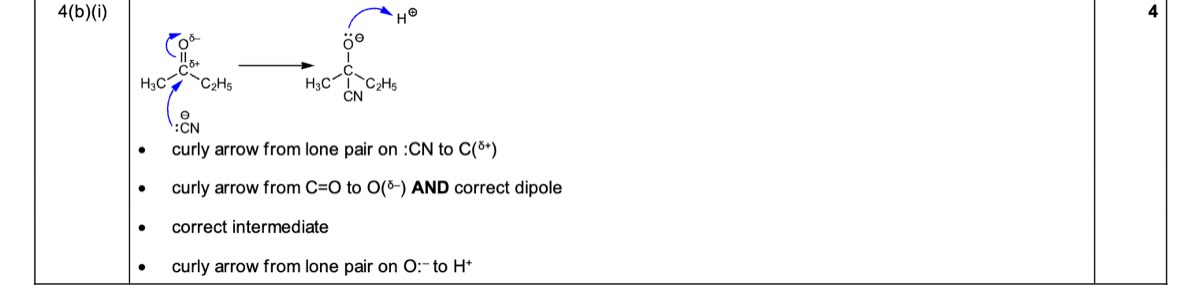 4(b)(i)
4
H⊕
O^δ–
C^δ+
H₃C C₂H₅
⊖
:CN
:O⊖
C
H₃C C₂H₅
CN
• curly arrow from lone pair on :CN to C(^δ+)
• curly arrow from C=O to O(^δ–) AND correct dipole
• correct intermediate
• curly arrow from lone pair on O:⁻ to H⁺